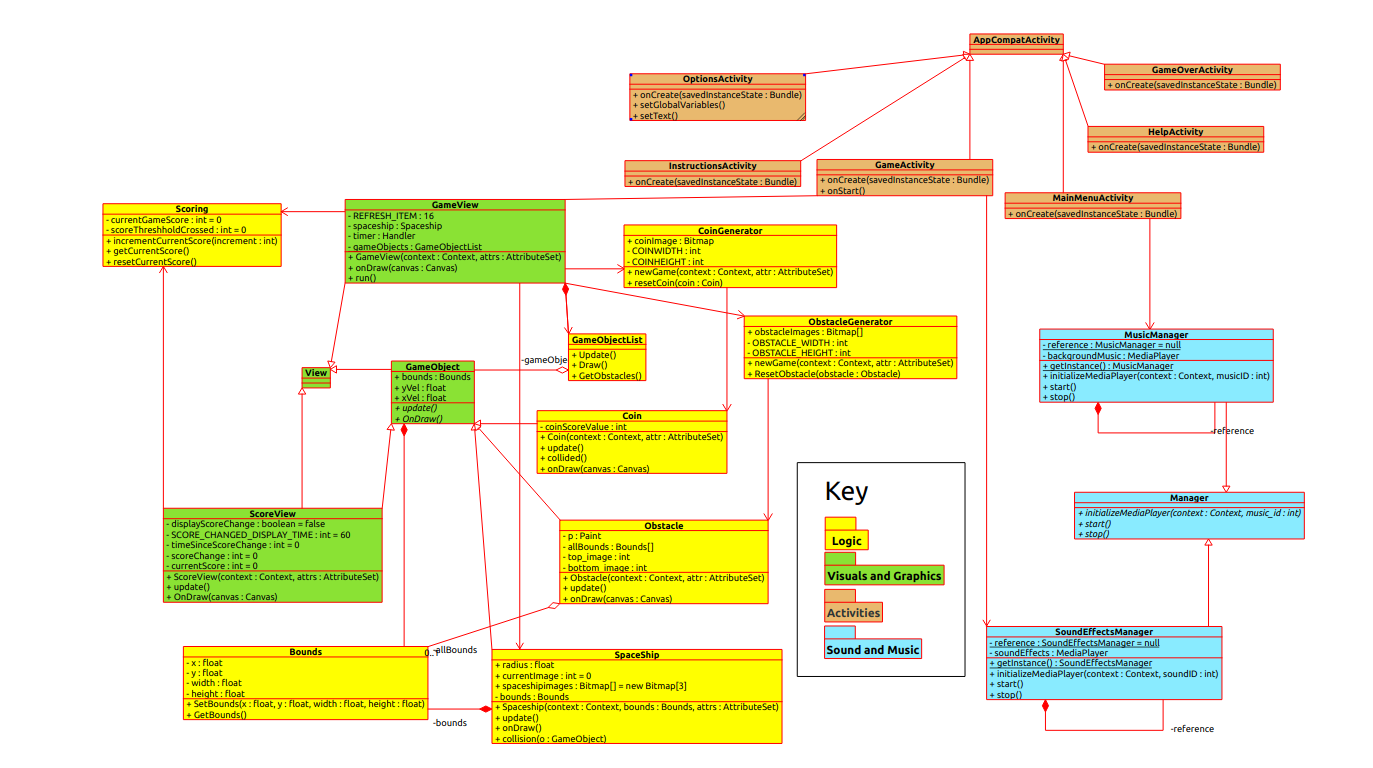 AppCompatActivity
OptionsActivity
+ onCreate(savedInstanceState : Bundle)
+ setGlobalVariables()
+ setText()
GameOverActivity
+ onCreate(savedInstanceState : Bundle)
HelpActivity
+ onCreate(savedInstanceState : Bundle)
InstructionsActivity
+ onCreate(savedInstanceState : Bundle)
GameActivity
+ onCreate(savedInstanceState : Bundle)
+ onStart()
MainMenuActivity
+ onCreate(savedInstanceState : Bundle)
Scoring
- currentGameScore : int = 0
- scoreThreshholdCrossed : int = 0
+ incrementCurrentScore(increment : int)
+ getCurrentScore()
+ resetCurrentScore()
GameView
- REFRESH_ITEM : 16
- spaceship : Spaceship
- timer : Handler
- gameObjects : GameObjectList
+ GameView(context : Context, attrs : AttributeSet)
+ onDraw(canvas : Canvas)
+ run()
CoinGenerator
+ coinImage : Bitmap
- COINWIDTH : int
- COINHEIGHT : int
+ newGame(context : Context, attr : AttributeSet)
+ resetCoin(coin : Coin)
ObstacleGenerator
+ obstacleImages : Bitmap[]
- OBSTACLE_WIDTH : int
- OBSTACLE_HEIGHT : int
+ newGame(context : Context, attr : AttributeSet)
+ ResetObstacle(obstacle : Obstacle)
GameObjectList
+ Update()
+ Draw()
+ GetObstacles()
-gameObje
View
GameObject
+ bounds : Bounds
+ yVel : float
+ xVel : float
+ update()
+ OnDraw()
MusicManager
- reference : MusicManager = null
- backgroundMusic : MediaPlayer
+ getInstance() : MusicManager
+ initializeMediaPlayer(context : Context, musicID : int)
+ start()
+ stop()
-reference
Coin
- coinScoreValue : int
+ Coin(context : Context, attr : AttributeSet)
+ update()
+ collided()
+ onDraw(canvas : Canvas)
Key
Logic
Visuals and Graphics
Activities
Sound and Music
Manager
+ initializeMediaPlayer(context : Context, music_id : int)
+ start()
+ stop()
ScoreView
- displayScoreChange : boolean = false
- SCORE_CHANGED_DISPLAY_TIME : int = 60
- timeSinceScoreChange : int = 0
- scoreChange : int = 0
- currentScore : int = 0
+ ScoreView(context : Context, attrs : AttributeSet)
+ update()
+ OnDraw(canvas : Canvas)
Obstacle
- p : Paint
- allBounds : Bounds[]
- top_image : int
- bottom_image : int
+ Obstacle(context : Context, attr : AttributeSet)
+ update()
+ onDraw(canvas : Canvas)
-allBounds
Bounds
- x : float
- y : float
- width : float
- height : float
+ SetBounds(x : float, y : float, width : float, height : float)
+ GetBounds()
-bounds
SpaceShip
+ radius : float
+ currentImage : int = 0
+ spaceshipimages : Bitmap[] = new Bitmap[3]
- bounds : Bounds
+ Spaceship(context : Context, bounds : Bounds, attrs : AttributeSet)
+ update()
+ onDraw()
+ collision(o : GameObject)
SoundEffectsManager
- reference : SoundEffectsManager = null
- soundEffects : MediaPlayer
+ getInstance() : SoundEffectsManager
+ initializeMediaPlayer(context : Context, soundID : int)
+ start()
+ stop()
-reference